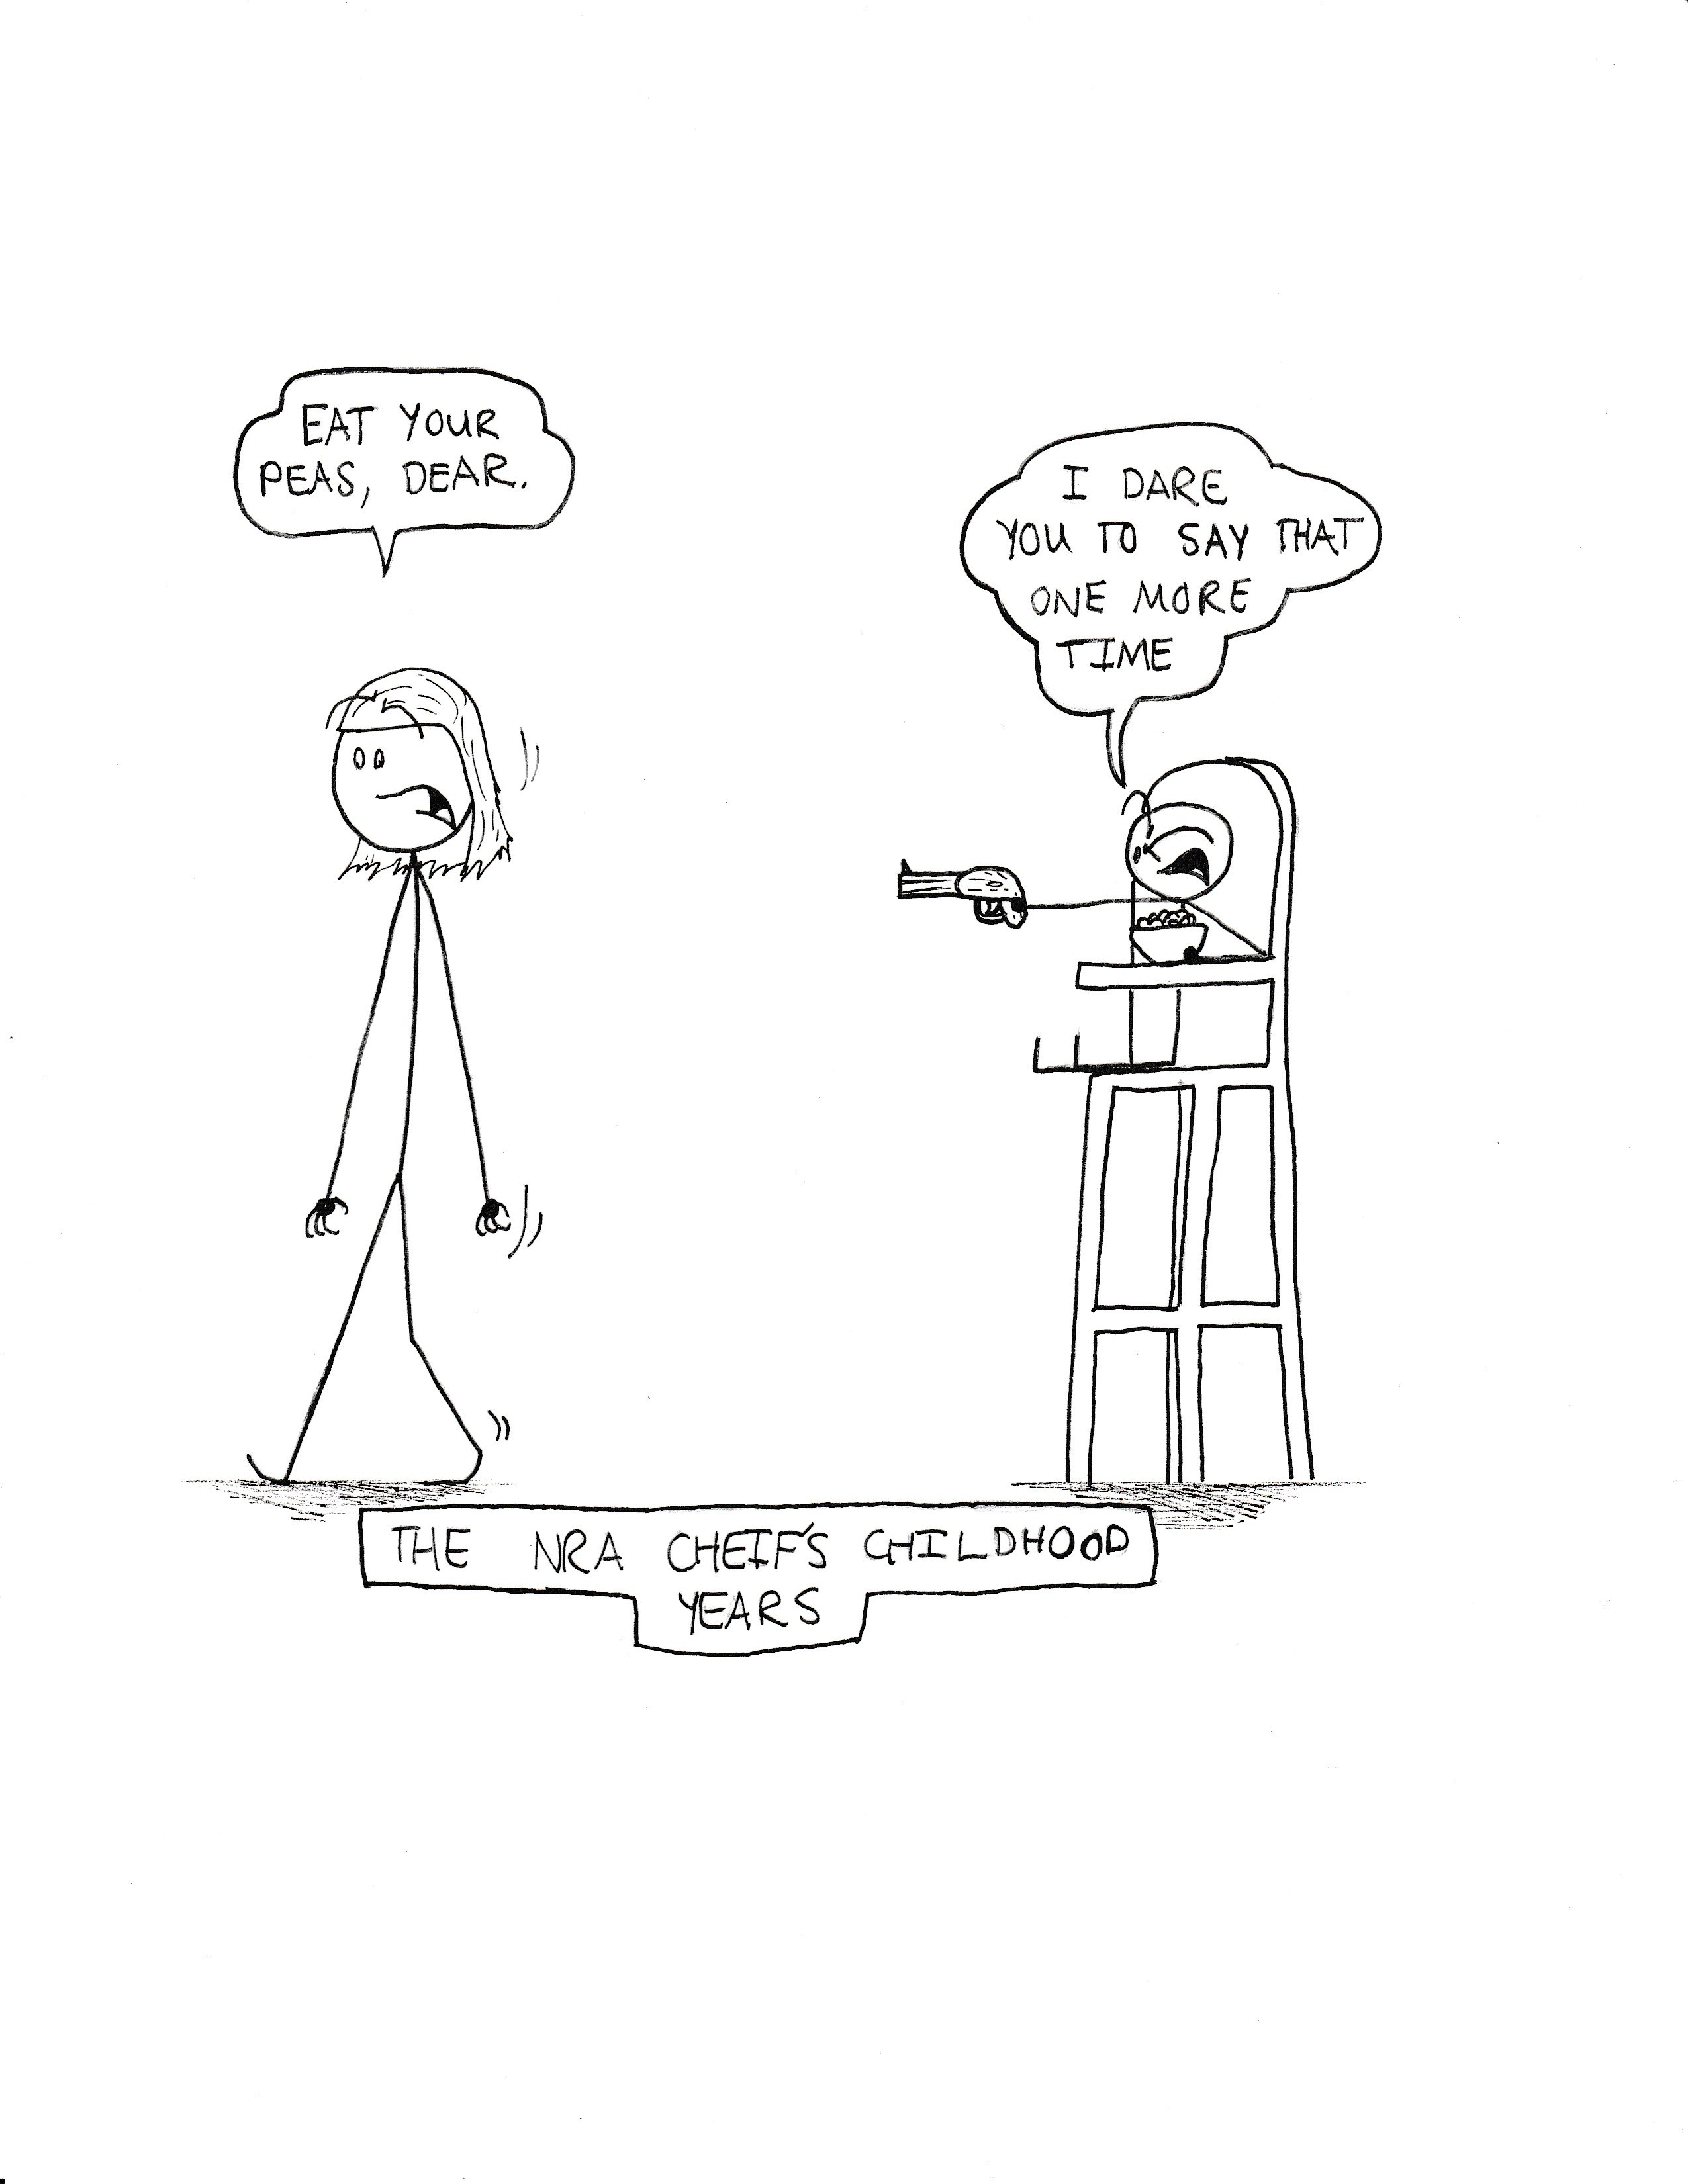 EAT YOUR
PEAS, DEAR.
I DARE
YOU TO SAY THAT
ONE MORE
TIME
THE NRA CHEIF'S CHILDHOOD
YEARS